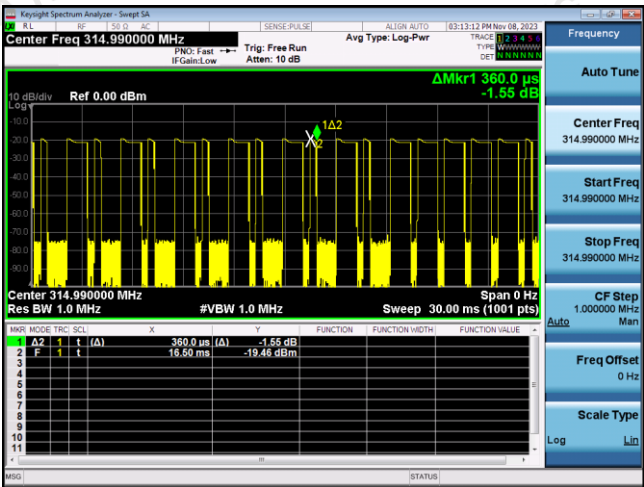 Keysight Spectrum Analyzer - Swept SA
RL RF 50 Ω AC SENSE:PULSE ALIGN AUTO 03:13:12 PM Nov 08, 2023
Center Freq 314.990000 MHz
PNO: Fast
IFGain:Low
Trig: Free Run
Atten: 10 dB
Avg Type: Log-Pwr
TRACE 1 2 3 4 5 6
TYPE WWWWWW
DET N N N N N N
ΔMkr1 360.0 µs
-1.55 dB
10 dB/div Ref 0.00 dBm
Log
-10.0
-20.0
-30.0
-40.0
-50.0
-60.0
-70.0
-80.0
-90.0
1Δ2
X2
Center 314.990000 MHz Span 0 Hz
Res BW 1.0 MHz #VBW 1.0 MHz Sweep 30.00 ms (1001 pts)
MKR MODE TRC SCL X Y FUNCTION FUNCTION WIDTH FUNCTION VALUE
1 Δ2 1 t (Δ) 360.0 µs (Δ) -1.55 dB
2 F 1 t 16.50 ms -19.46 dBm
3
4
5
6
7
8
9
10
11
MSG STATUS
Frequency
Auto Tune
Center Freq
314.990000 MHz
Start Freq
314.990000 MHz
Stop Freq
314.990000 MHz
CF Step
1.000000 MHz
Auto Man
Freq Offset
0 Hz
Scale Type
Log Lin